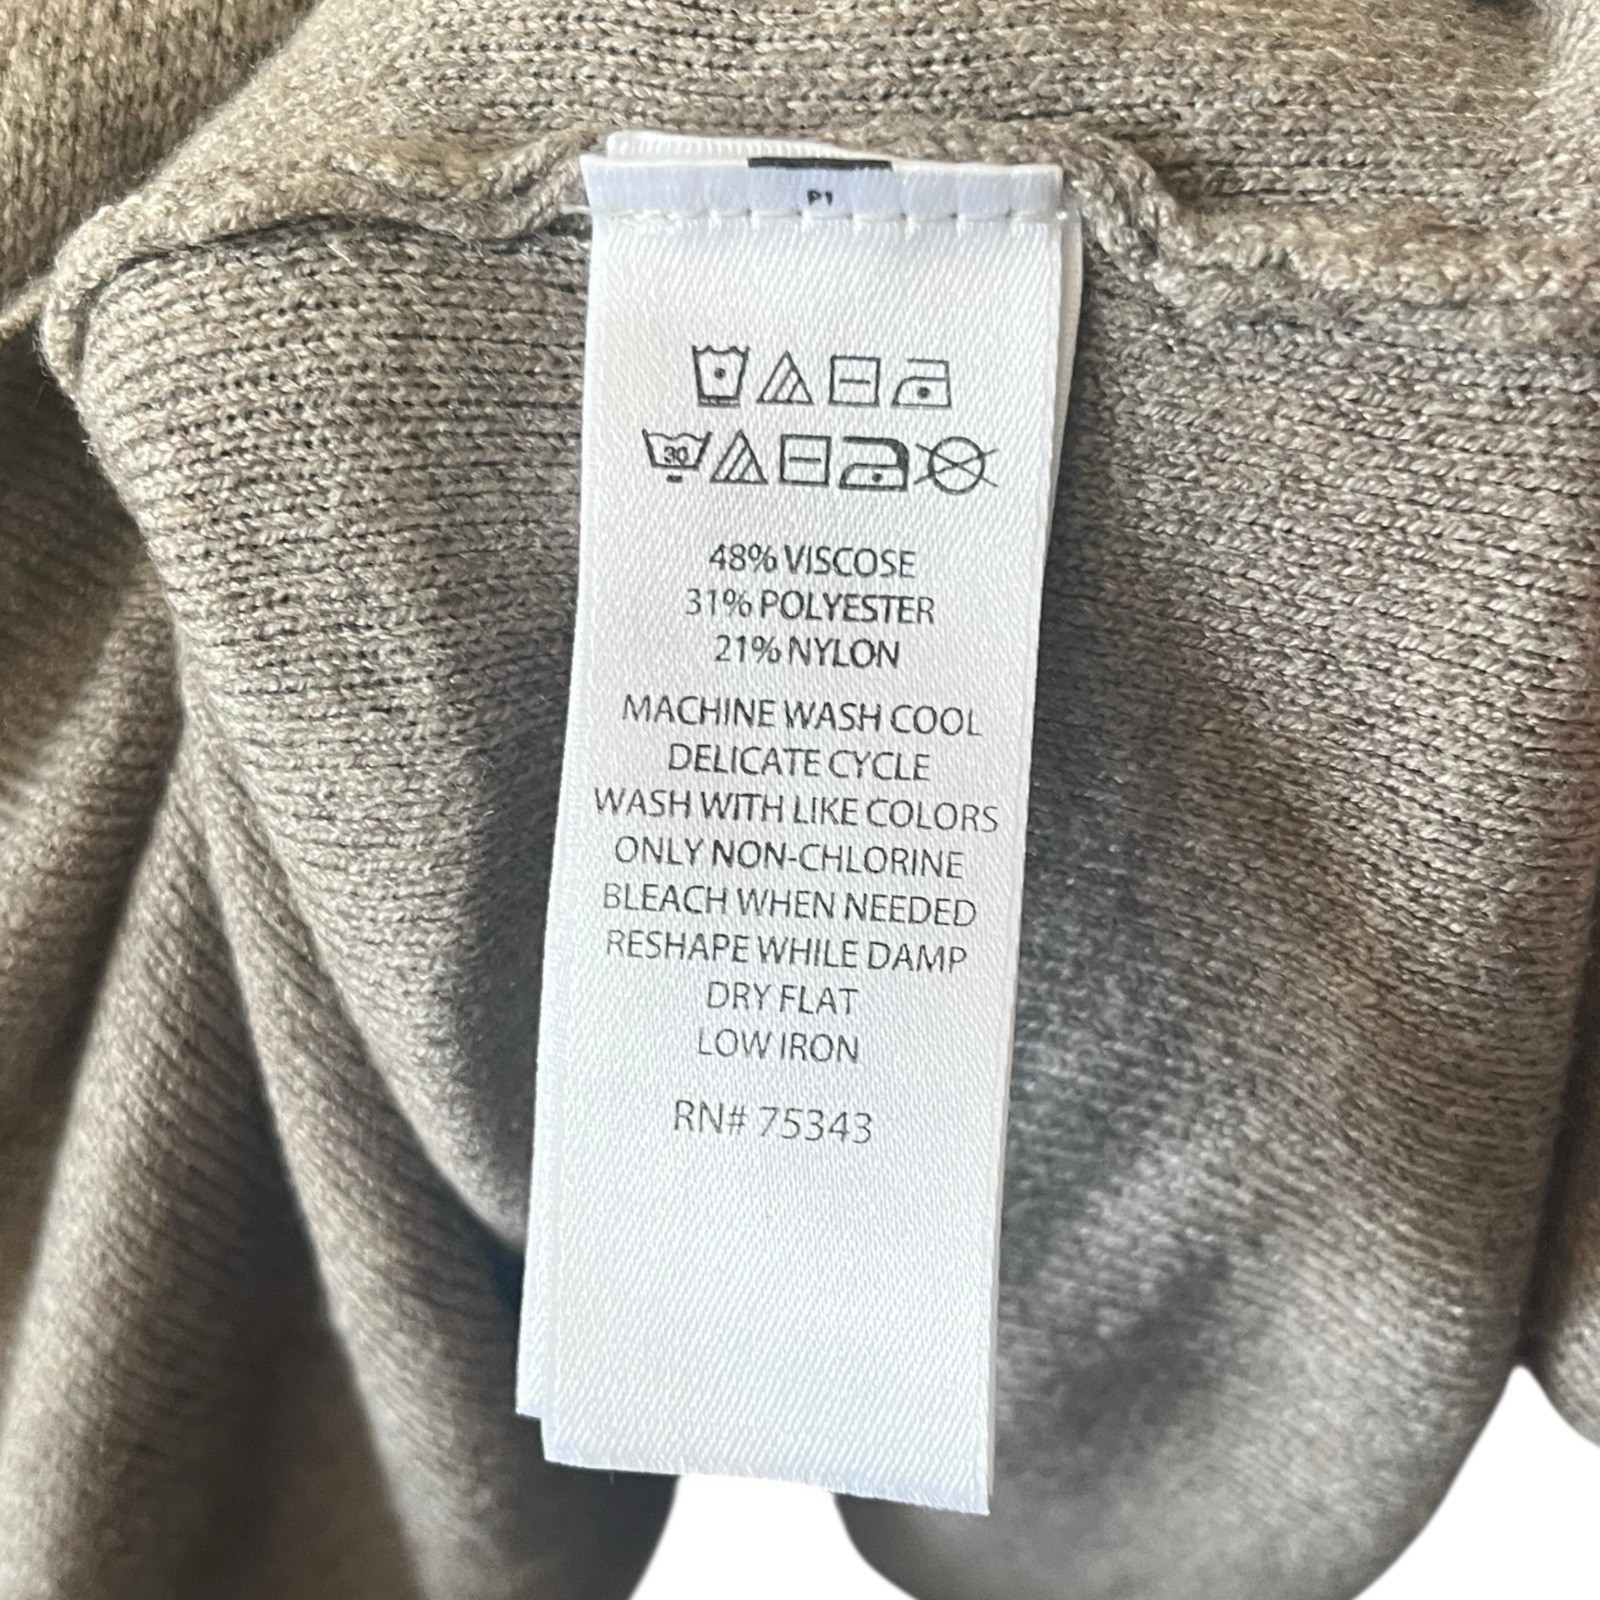 P1
30
48% VISCOSE
31% POLYESTER
21% NYLON
MACHINE WASH COOL
DELICATE CYCLE
WASH WITH LIKE COLORS
ONLY NON-CHLORINE
BLEACH WHEN NEEDED
RESHAPE WHILE DAMP
DRY FLAT
LOW IRON
RN# 75343